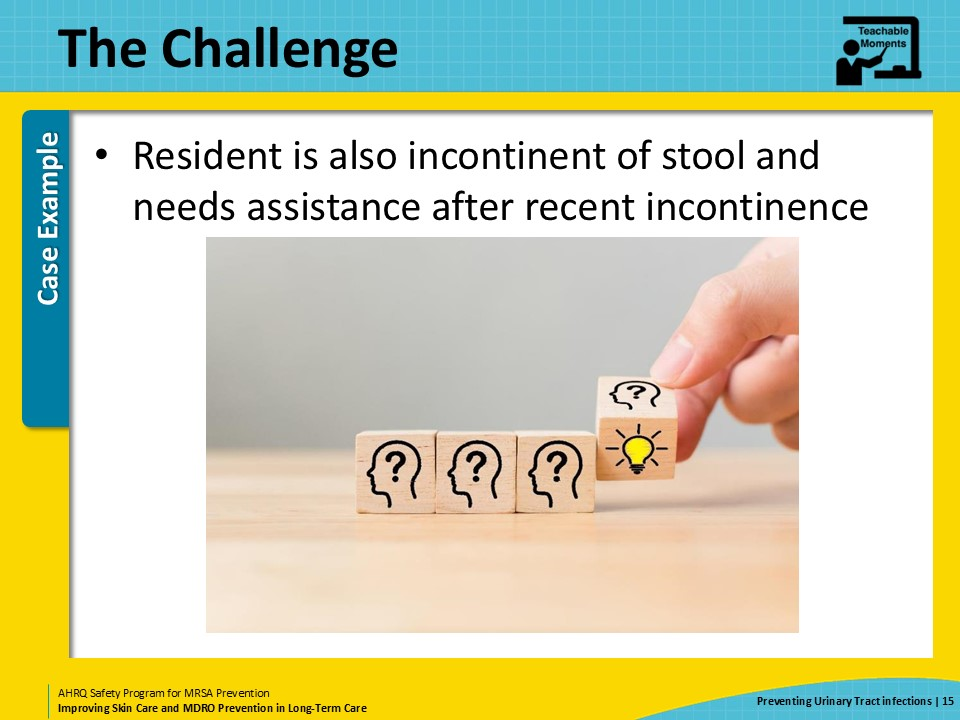 The Challenge
Teachable
Moments
Case Example
• Resident is also incontinent of stool and
needs assistance after recent incontinence
? ? ? ?
AHRQ Safety Program for MRSA Prevention
Improving Skin Care and MDRO Prevention in Long-Term Care
Preventing Urinary Tract infections | 15